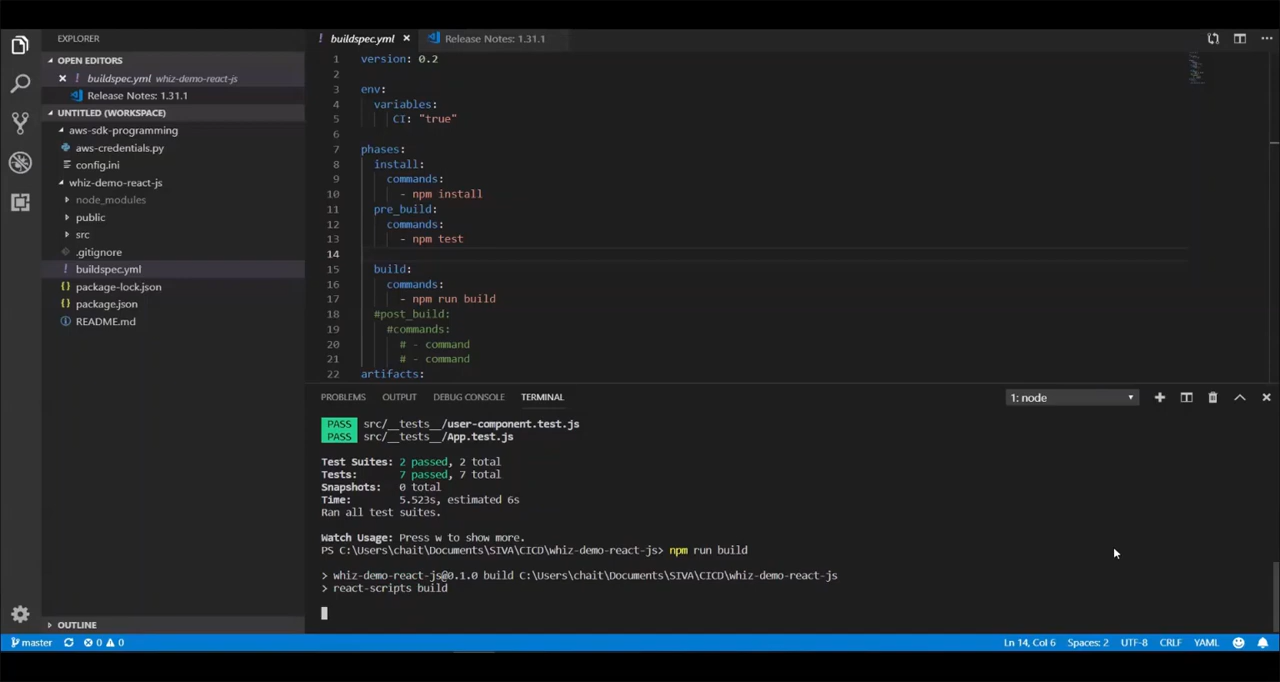 EXPLORER
OPEN EDITORS
× ! buildspec.yml whiz-demo-react-js
Release Notes: 1.31.1
UNTITLED (WORKSPACE)
aws-sdk-programming
aws-credentials.py
config.ini
whiz-demo-react-js
node_modules
public
src
.gitignore
! buildspec.yml
{} package-lock.json
{} package.json
README.md
OUTLINE
! buildspec.yml × Release Notes: 1.31.1
1 version: 0.2
2
3 env:
4 variables:
5 CI: "true"
6
7 phases:
8 install:
9 commands:
10 - npm install
11 pre_build:
12 commands:
13 - npm test
14
15 build:
16 commands:
17 - npm run build
18 #post_build:
19 #commands:
20 # - command
21 # - command
22 artifacts:
PROBLEMS OUTPUT DEBUG CONSOLE TERMINAL 1: node
PASS src/__tests__/user-component.test.js
PASS src/__tests__/App.test.js
Test Suites: 2 passed, 2 total
Tests: 7 passed, 7 total
Snapshots: 0 total
Time: 5.523s, estimated 6s
Ran all test suites.
Watch Usage: Press w to show more.
PS C:\Users\chait\Documents\SIVA\CICD\whiz-demo-react-js> npm run build
> whiz-demo-react-js@0.1.0 build C:\Users\chait\Documents\SIVA\CICD\whiz-demo-react-js
> react-scripts build
master 0 0 Ln 14, Col 6 Spaces: 2 UTF-8 CRLF YAML